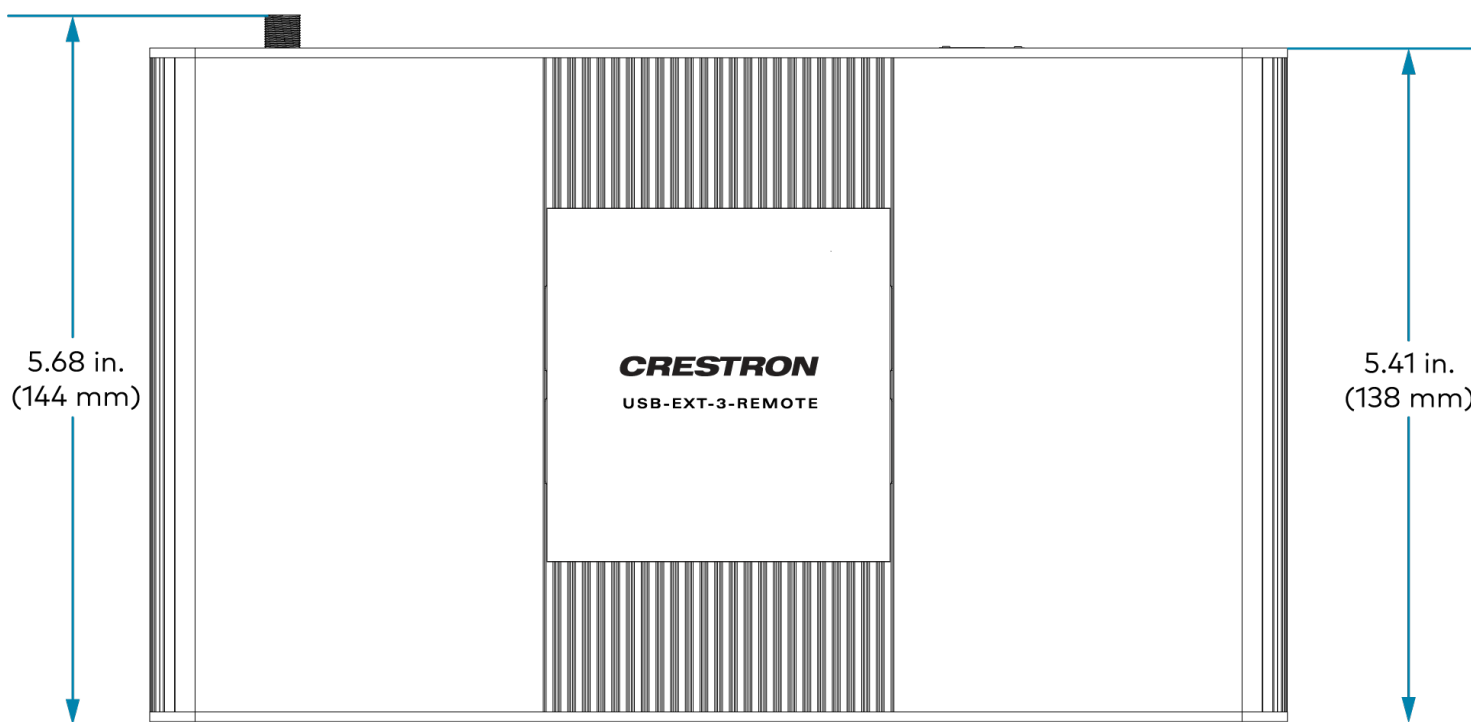 5.68 in.
(144 mm)
CRESTRON
USB-EXT-3-REMOTE
5.41 in.
(138 mm)